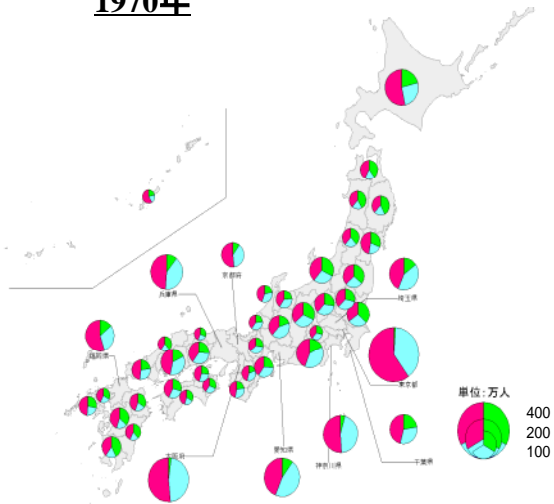 1970年
京都府
兵庫県
埼玉県
福岡県
東京都
単位:万人
400
200
100
大阪府
愛知県
神奈川県
千葉県